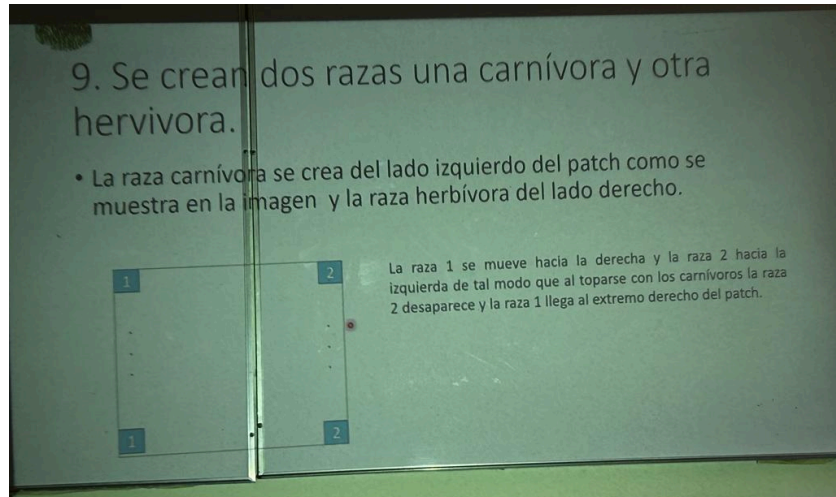 9. Se crean dos razas una carnívora y otra
hervivora.
• La raza carnívora se crea del lado izquierdo del patch como se
muestra en la imagen y la raza herbívora del lado derecho.
1
2
La raza 1 se mueve hacia la derecha y la raza 2 hacia la
izquierda de tal modo que al toparse con los carnívoros la raza
2 desaparece y la raza 1 llega al extremo derecho del patch.
1
2